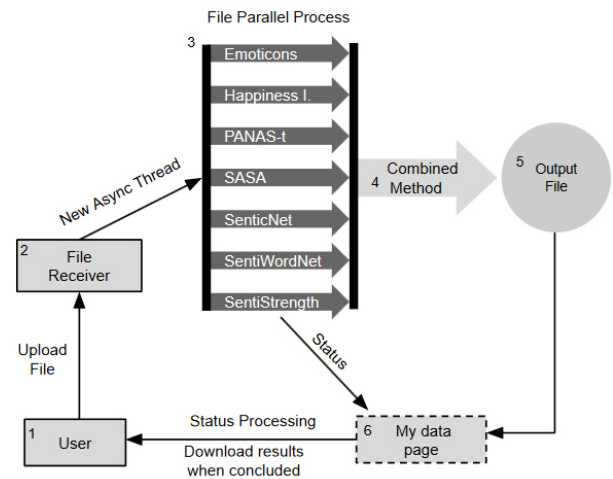 File Parallel Process
3
Emoticons
Happiness I.
PANAS-t
SASA
SenticNet
SentiWordNet
SentiStrength
4 Combined
Method
5 Output
File
New Async Thread
2
File
Receiver
Upload
File
1
User
Status
Status Processing
Download results
when concluded
6 My data
page